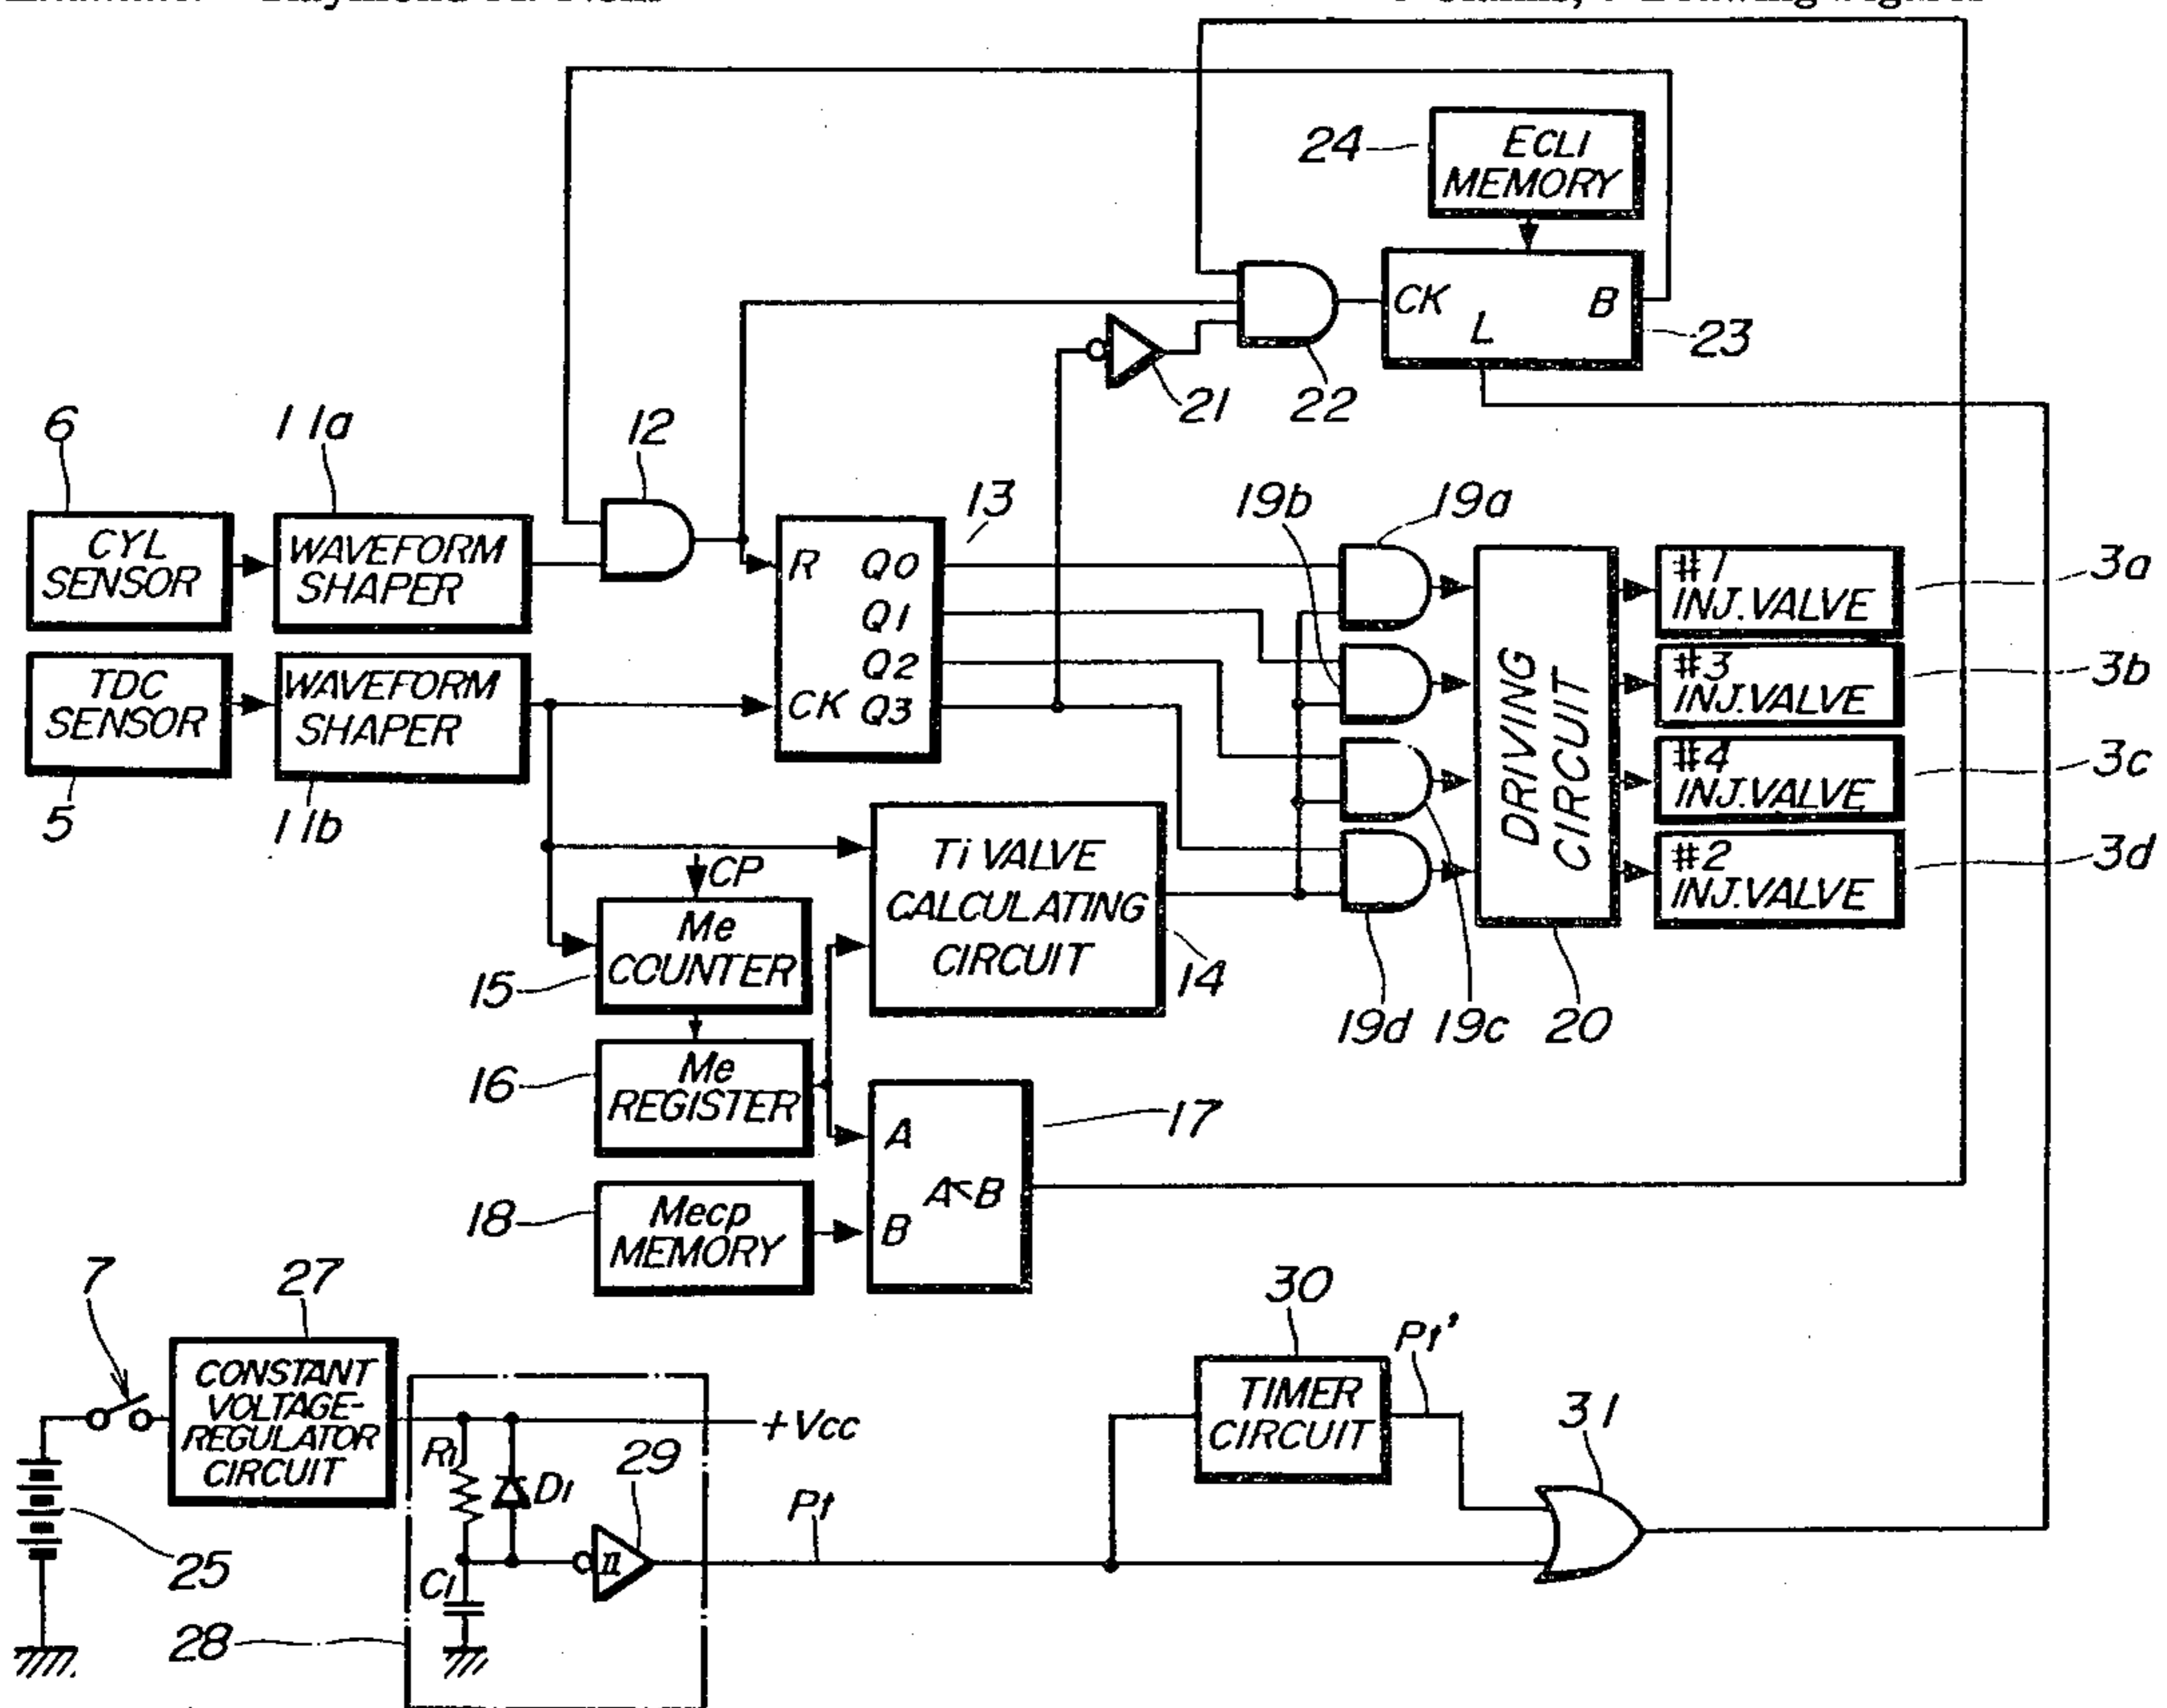 24
ECLI
MEMORY
CK
B
L
23
21
22
6
11a
12
CYL
SENSOR
WAVEFORM
SHAPER
TDC
SENSOR
WAVEFORM
SHAPER
5
11b
13
R
Q0
Q1
Q2
CK Q3
19b
19a
DRIVING
CIRCUIT
#1
INJ.VALVE
3a
#3
INJ.VALVE
3b
#4
INJ.VALVE
3c
#2
INJ.VALVE
3d
Ti VALVE
CALCULATING
CIRCUIT
14
CP
Me
COUNTER
15
19d
19c
20
Me
REGISTER
16
17
A
A<B
B
Mecp
MEMORY
18
7
27
CONSTANT
VOLTAGE-
REGULATOR
CIRCUIT
+Vcc
R1
D1
29
C1
25
28
Pt
30
TIMER
CIRCUIT
Pt'
31